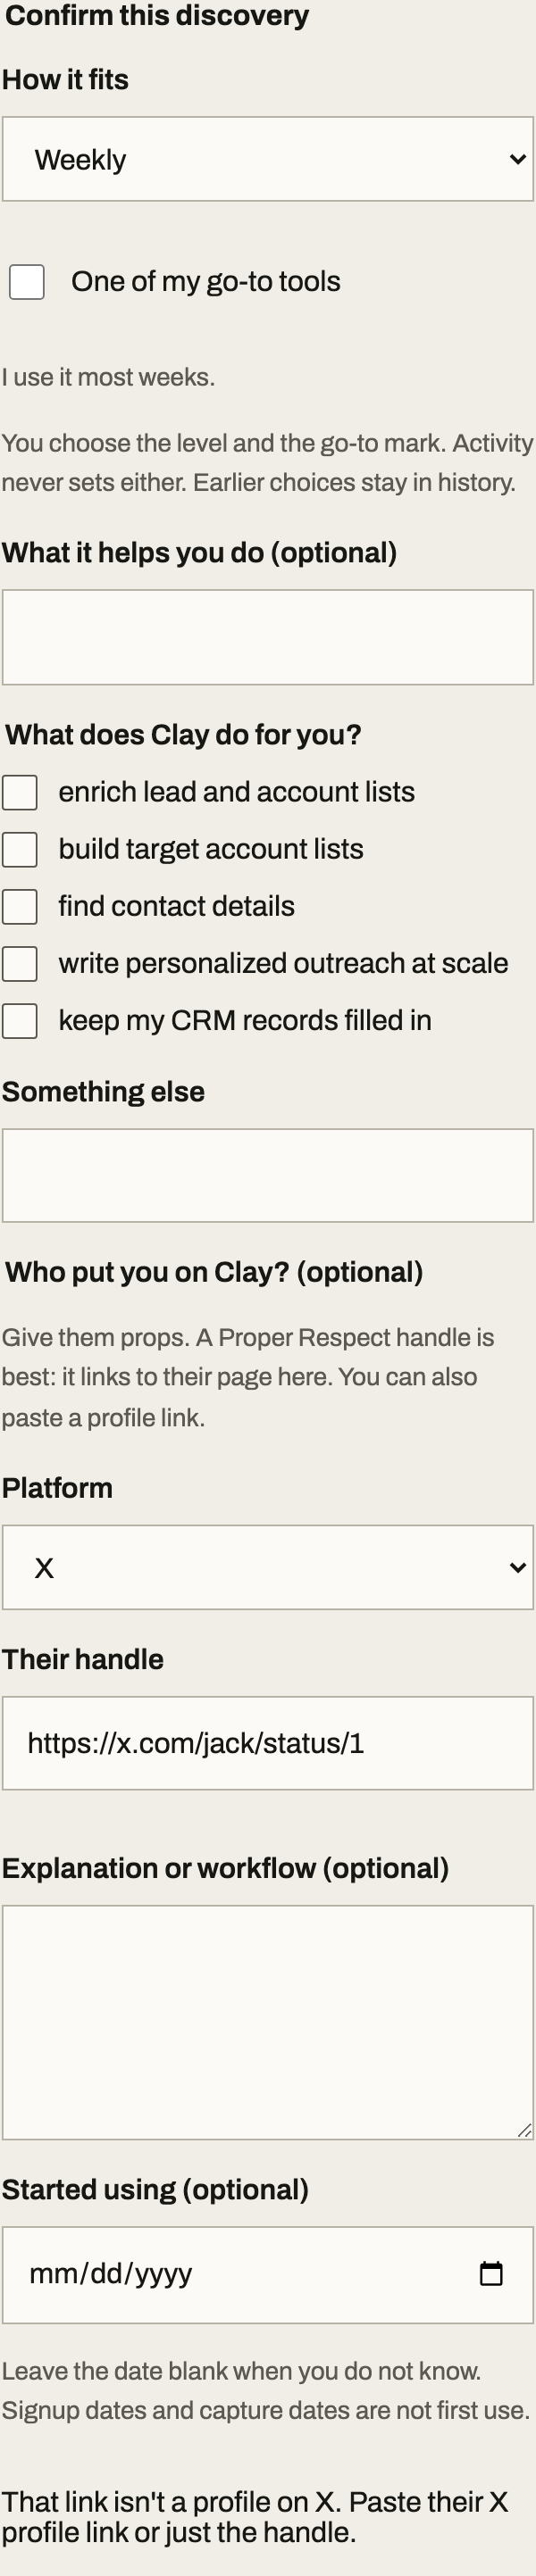 Confirm this discovery
How it fits
Weekly
One of my go-to tools
I use it most weeks.
You choose the level and the go-to mark. Activity
never sets either. Earlier choices stay in history.
What it helps you do (optional)
What does Clay do for you?
enrich lead and account lists
build target account lists
find contact details
write personalized outreach at scale
keep my CRM records filled in
Something else
Who put you on Clay? (optional)
Give them props. A Proper Respect handle is
best: it links to their page here. You can also
paste a profile link.
Platform
X
Their handle
https://x.com/jack/status/1
Explanation or workflow (optional)
Started using (optional)
mm/dd/yyyy
Leave the date blank when you do not know.
Signup dates and capture dates are not first use.
That link isn't a profile on X. Paste their X
profile link or just the handle.